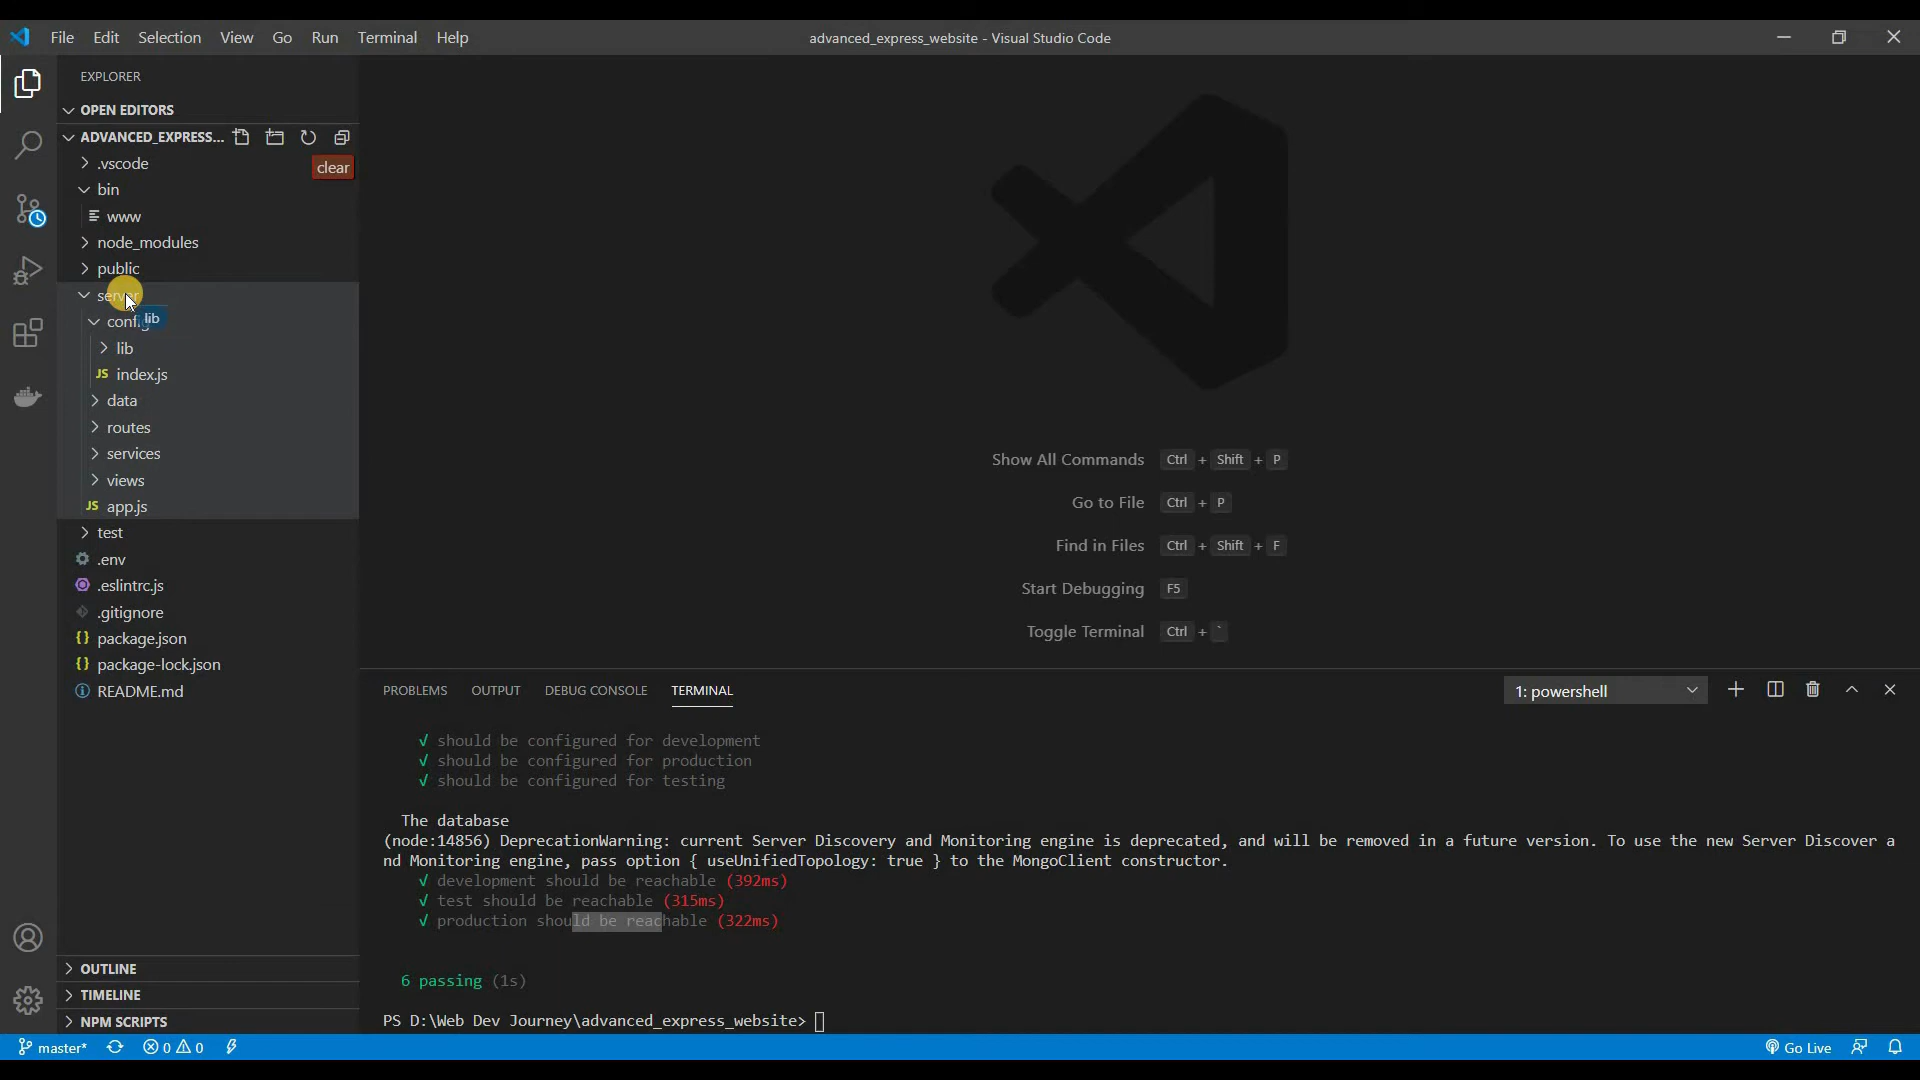 File Edit Selection View Go Run Terminal Help
advanced_express_website - Visual Studio Code
EXPLORER
OPEN EDITORS
ADVANCED_EXPRESS...
.vscode
clear
bin
www
node_modules
public
server
lib
config
lib
JS index.js
data
routes
services
views
JS app.js
test
.env
.eslintrc.js
.gitignore
{} package.json
{} package-lock.json
README.md
OUTLINE
TIMELINE
NPM SCRIPTS
Show All Commands Ctrl + Shift + P
Go to File Ctrl + P
Find in Files Ctrl + Shift + F
Start Debugging F5
Toggle Terminal Ctrl + `
PROBLEMS OUTPUT DEBUG CONSOLE TERMINAL
1: powershell
√ should be configured for development
√ should be configured for production
√ should be configured for testing
The database
(node:14856) DeprecationWarning: current Server Discovery and Monitoring engine is deprecated, and will be removed in a future version. To use the new Server Discover a
nd Monitoring engine, pass option { useUnifiedTopology: true } to the MongoClient constructor.
√ development should be reachable (392ms)
√ test should be reachable (315ms)
√ production should be reachable (322ms)
6 passing (1s)
PS D:\Web Dev Journey\advanced_express_website>
master* 0 0
Go Live